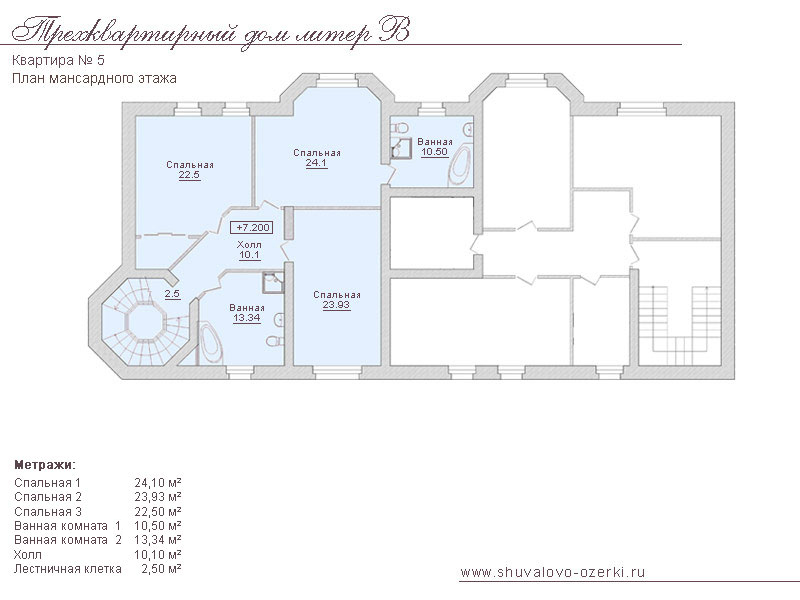 Трехквартирный дом литер В
Квартира № 5
План мансардного этажа
Спальная
22.5
Спальная
24.1
Ванная
10.50
+7.200
Холл
10.1
2.5
Ванная
13.34
Спальная
23.93
Метражи:
Спальная 1 24,10 м²
Спальная 2 23,93 м²
Спальная 3 22,50 м²
Ванная комната 1 10,50 м²
Ванная комната 2 13,34 м²
Холл 10,10 м²
Лестничная клетка 2,50 м²
www.shuvalovo-ozerki.ru